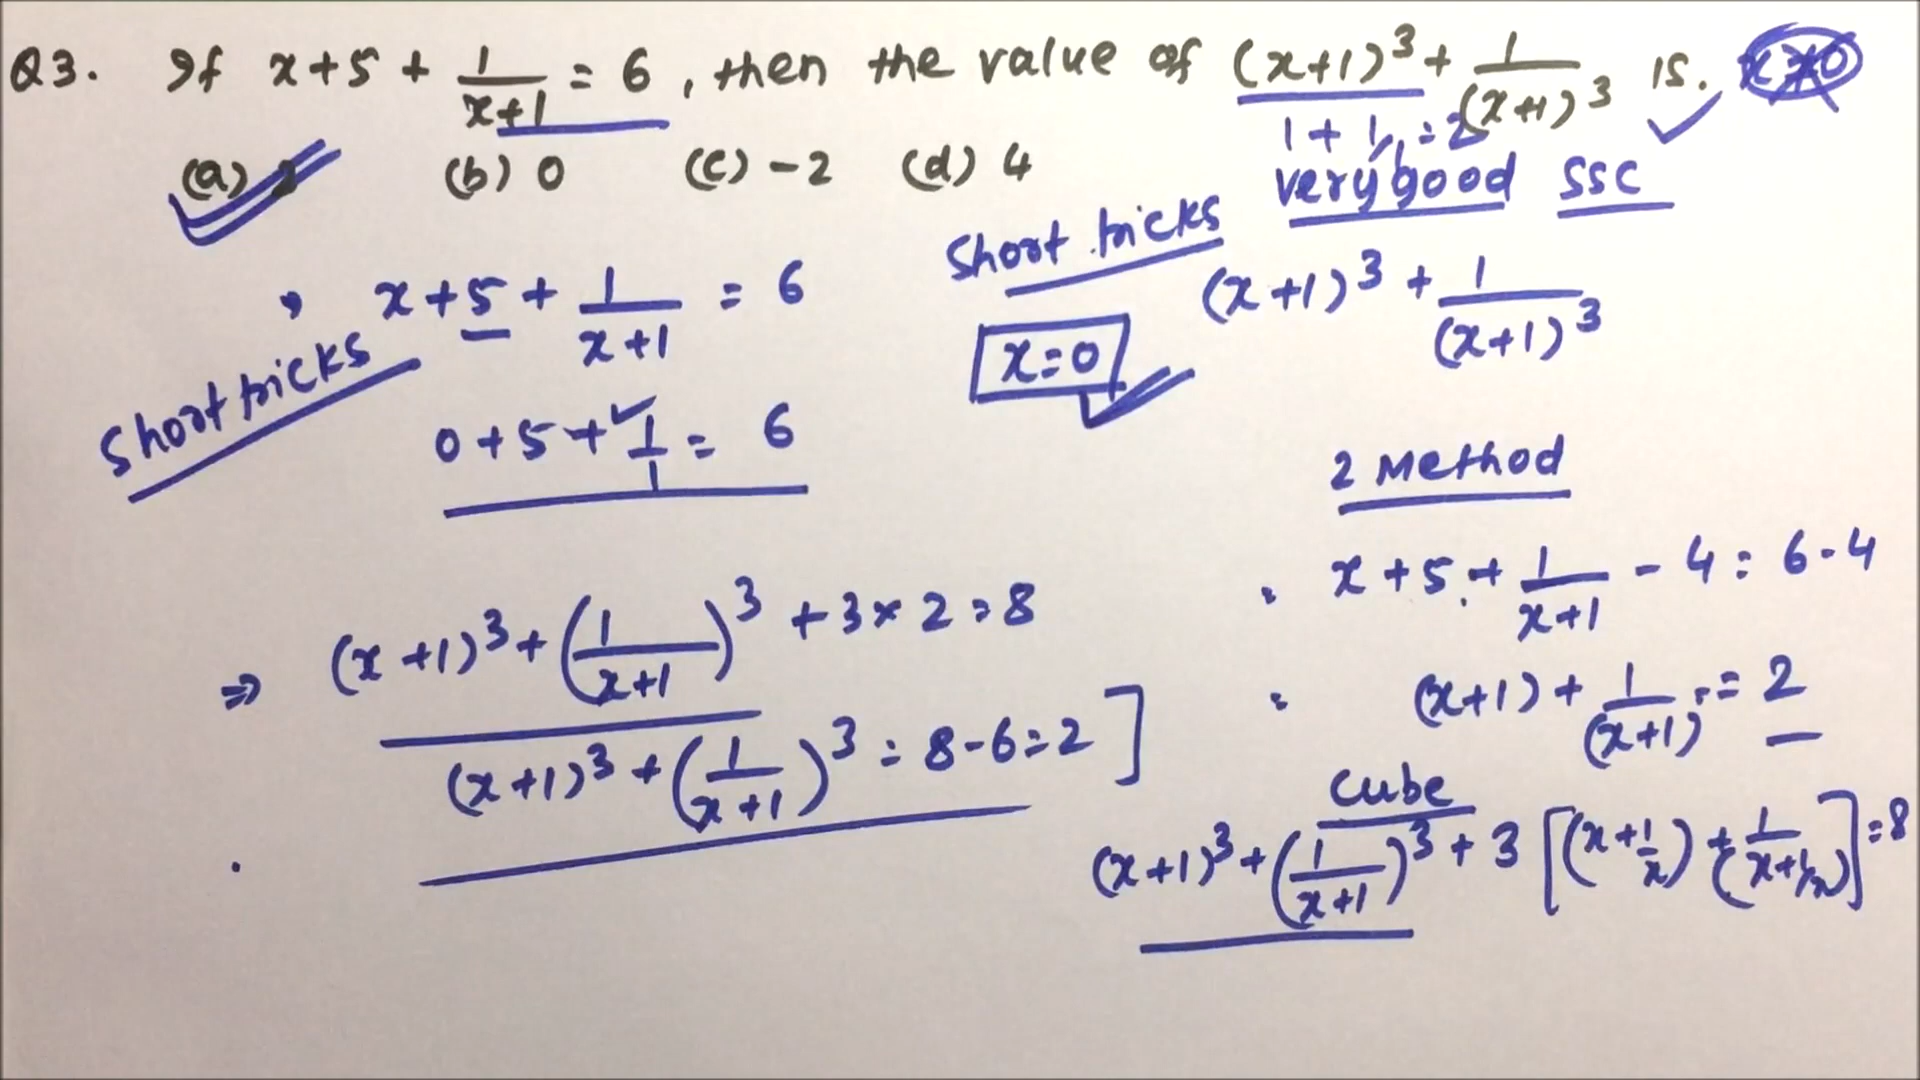 Q3. If x+5 + 1/(x+1) = 6, then the value of (x+1)³ + 1/(x+1)³ is.
1 + 1/1 = 2
(a) (b) 0 (c) -2 (d) 4
very good SSC
Short tricks
x+5 + 1/(x+1) = 6
(x+1)³ + 1/(x+1)³
Short tricks
x=0
0+5+ 1/1 = 6
2 Method
x+5+ 1/(x+1) - 4 = 6-4
⇒ (x+1)³ + (1/(x+1))³ + 3×2=8
(x+1) + 1/(x+1) = 2
(x+1)³ + (1/(x+1))³ = 8-6=2]
cube
(x+1)³ + (1/(x+1))³ + 3[(x+1/x) + (1/(x+1/x))]=8